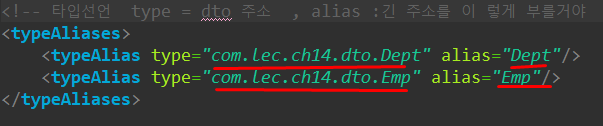 <!-- 타입선언  type = dto 주소  , alias :긴 주소를 이 렇게 부를거야
<typeAliases>
<typeAlias type="com.lec.ch14.dto.Dept" alias="Dept"/>
<typeAlias type="com.lec.ch14.dto.Emp" alias="Emp"/>
</typeAliases>